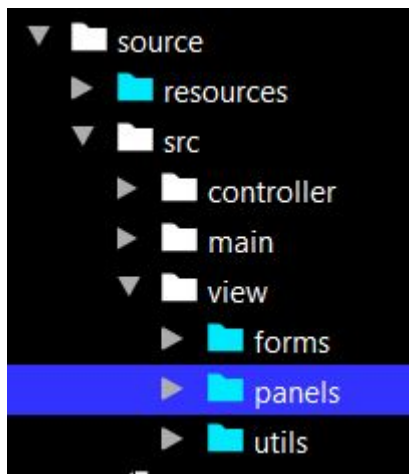 source
resources
src
controller
main
view
forms
panels
utils